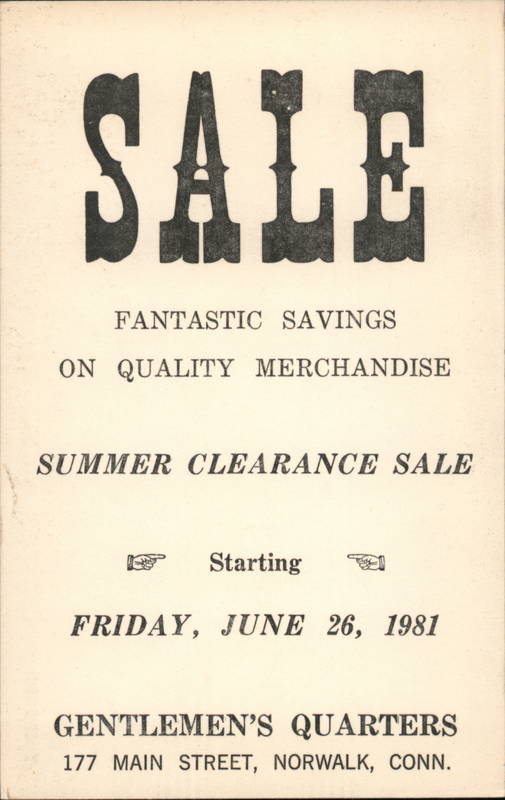 SALE
FANTASTIC SAVINGS
ON QUALITY MERCHANDISE
SUMMER CLEARANCE SALE
Starting
FRIDAY, JUNE 26, 1981
GENTLEMEN'S QUARTERS
177 MAIN STREET, NORWALK, CONN.